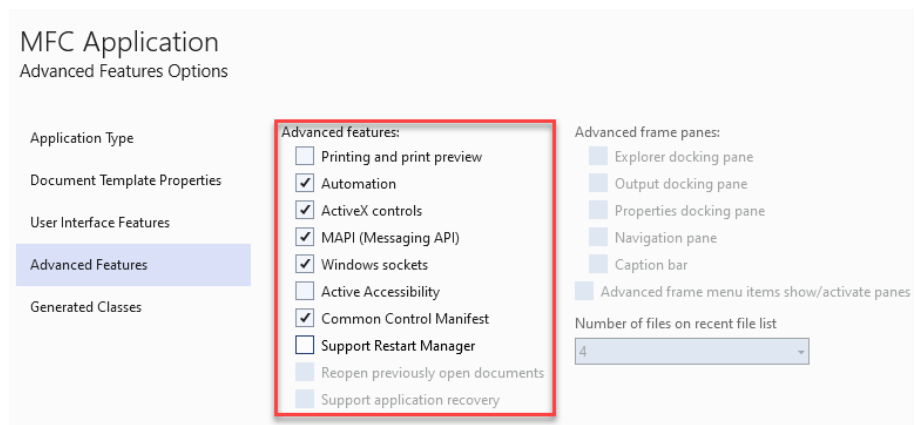 MFC Application
Advanced Features Options
Application Type
Document Template Properties
User Interface Features
Advanced Features
Generated Classes
Advanced features:
Printing and print preview
Automation
ActiveX controls
MAPI (Messaging API)
Windows sockets
Active Accessibility
Common Control Manifest
Support Restart Manager
Reopen previously open documents
Support application recovery
Advanced frame panes:
Explorer docking pane
Output docking pane
Properties docking pane
Navigation pane
Caption bar
Advanced frame menu items show/activate panes
Number of files on recent file list
4